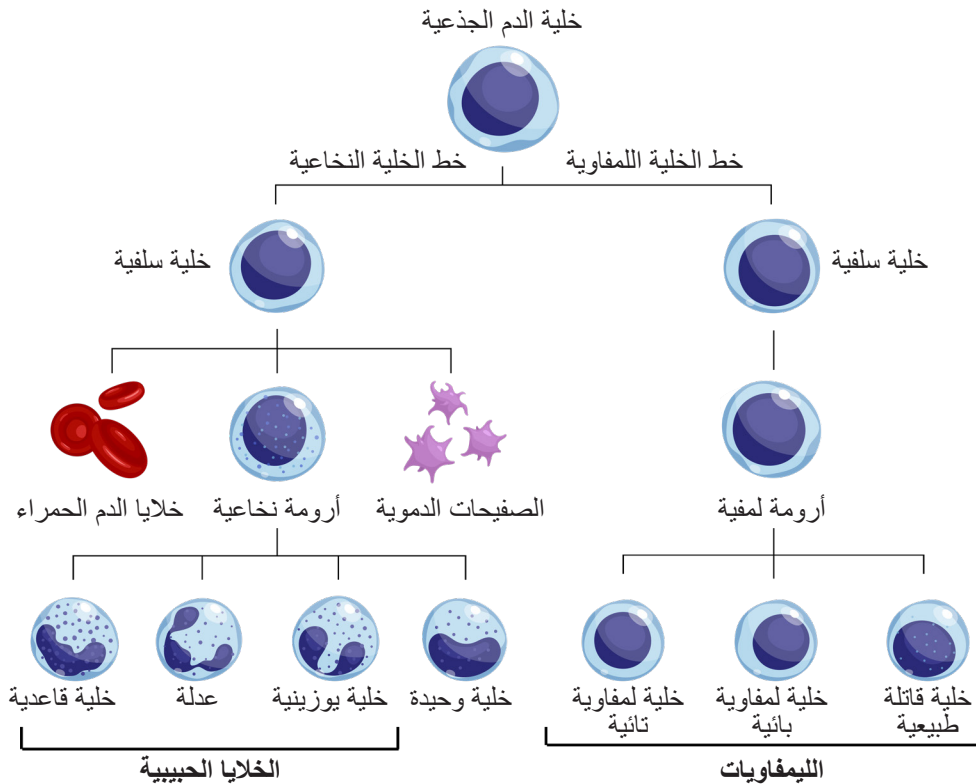 خلية الدم الجذعية
خط الخلية اللمفاوية
خط الخلية النخاعية
خلية سلفية
خلية سلفية
أرومة لمفية
الصفيحات الدموية
أرومة نخاعية
خلايا الدم الحمراء
خلية قاتلة
طبيعية
خلية لمفاوية
بائية
خلية لمفاوية
تائية
خلية وحيدة
خلية يوزينية
عدلة
خلية قاعدية
الليمفاويات
الخلايا الحبيبية